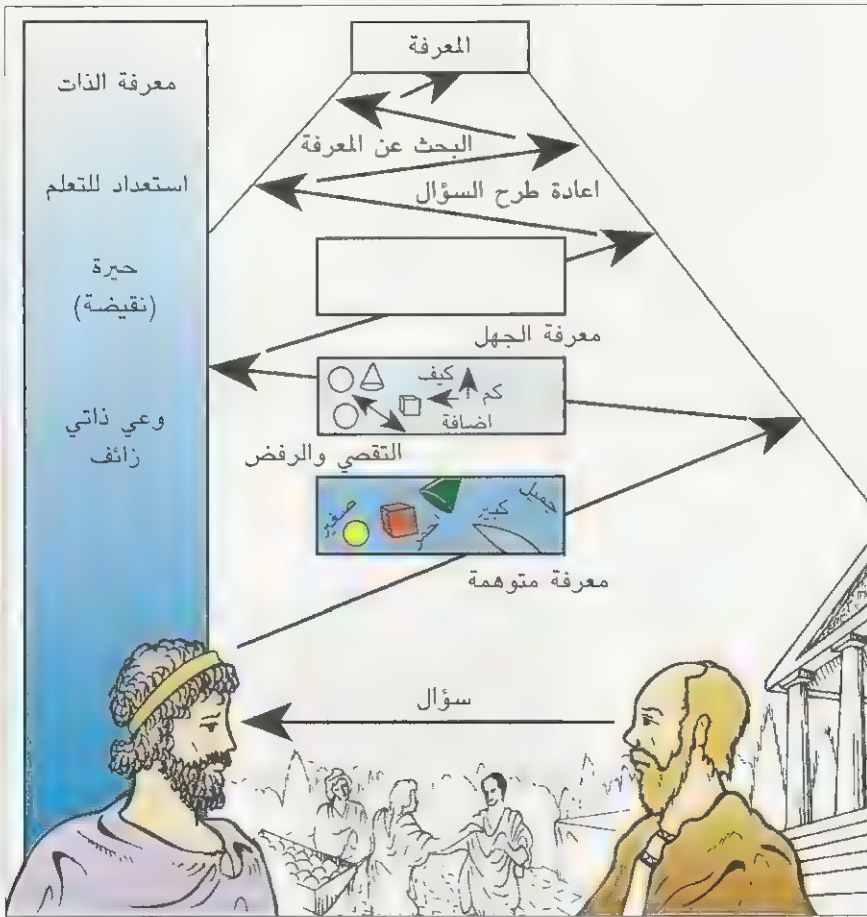 المعرفة
معرفة الذات
البحث عن المعرفة
استعداد للتعلم
اعادة طرح السؤال
حيرة
(نقيضة)
معرفة الجهل
كيف
كم
اضافة
وعي ذاتي
زائف
التقصي والرفض
صغير
احمر
كبير
جميل
معرفة متوهمة
سؤال